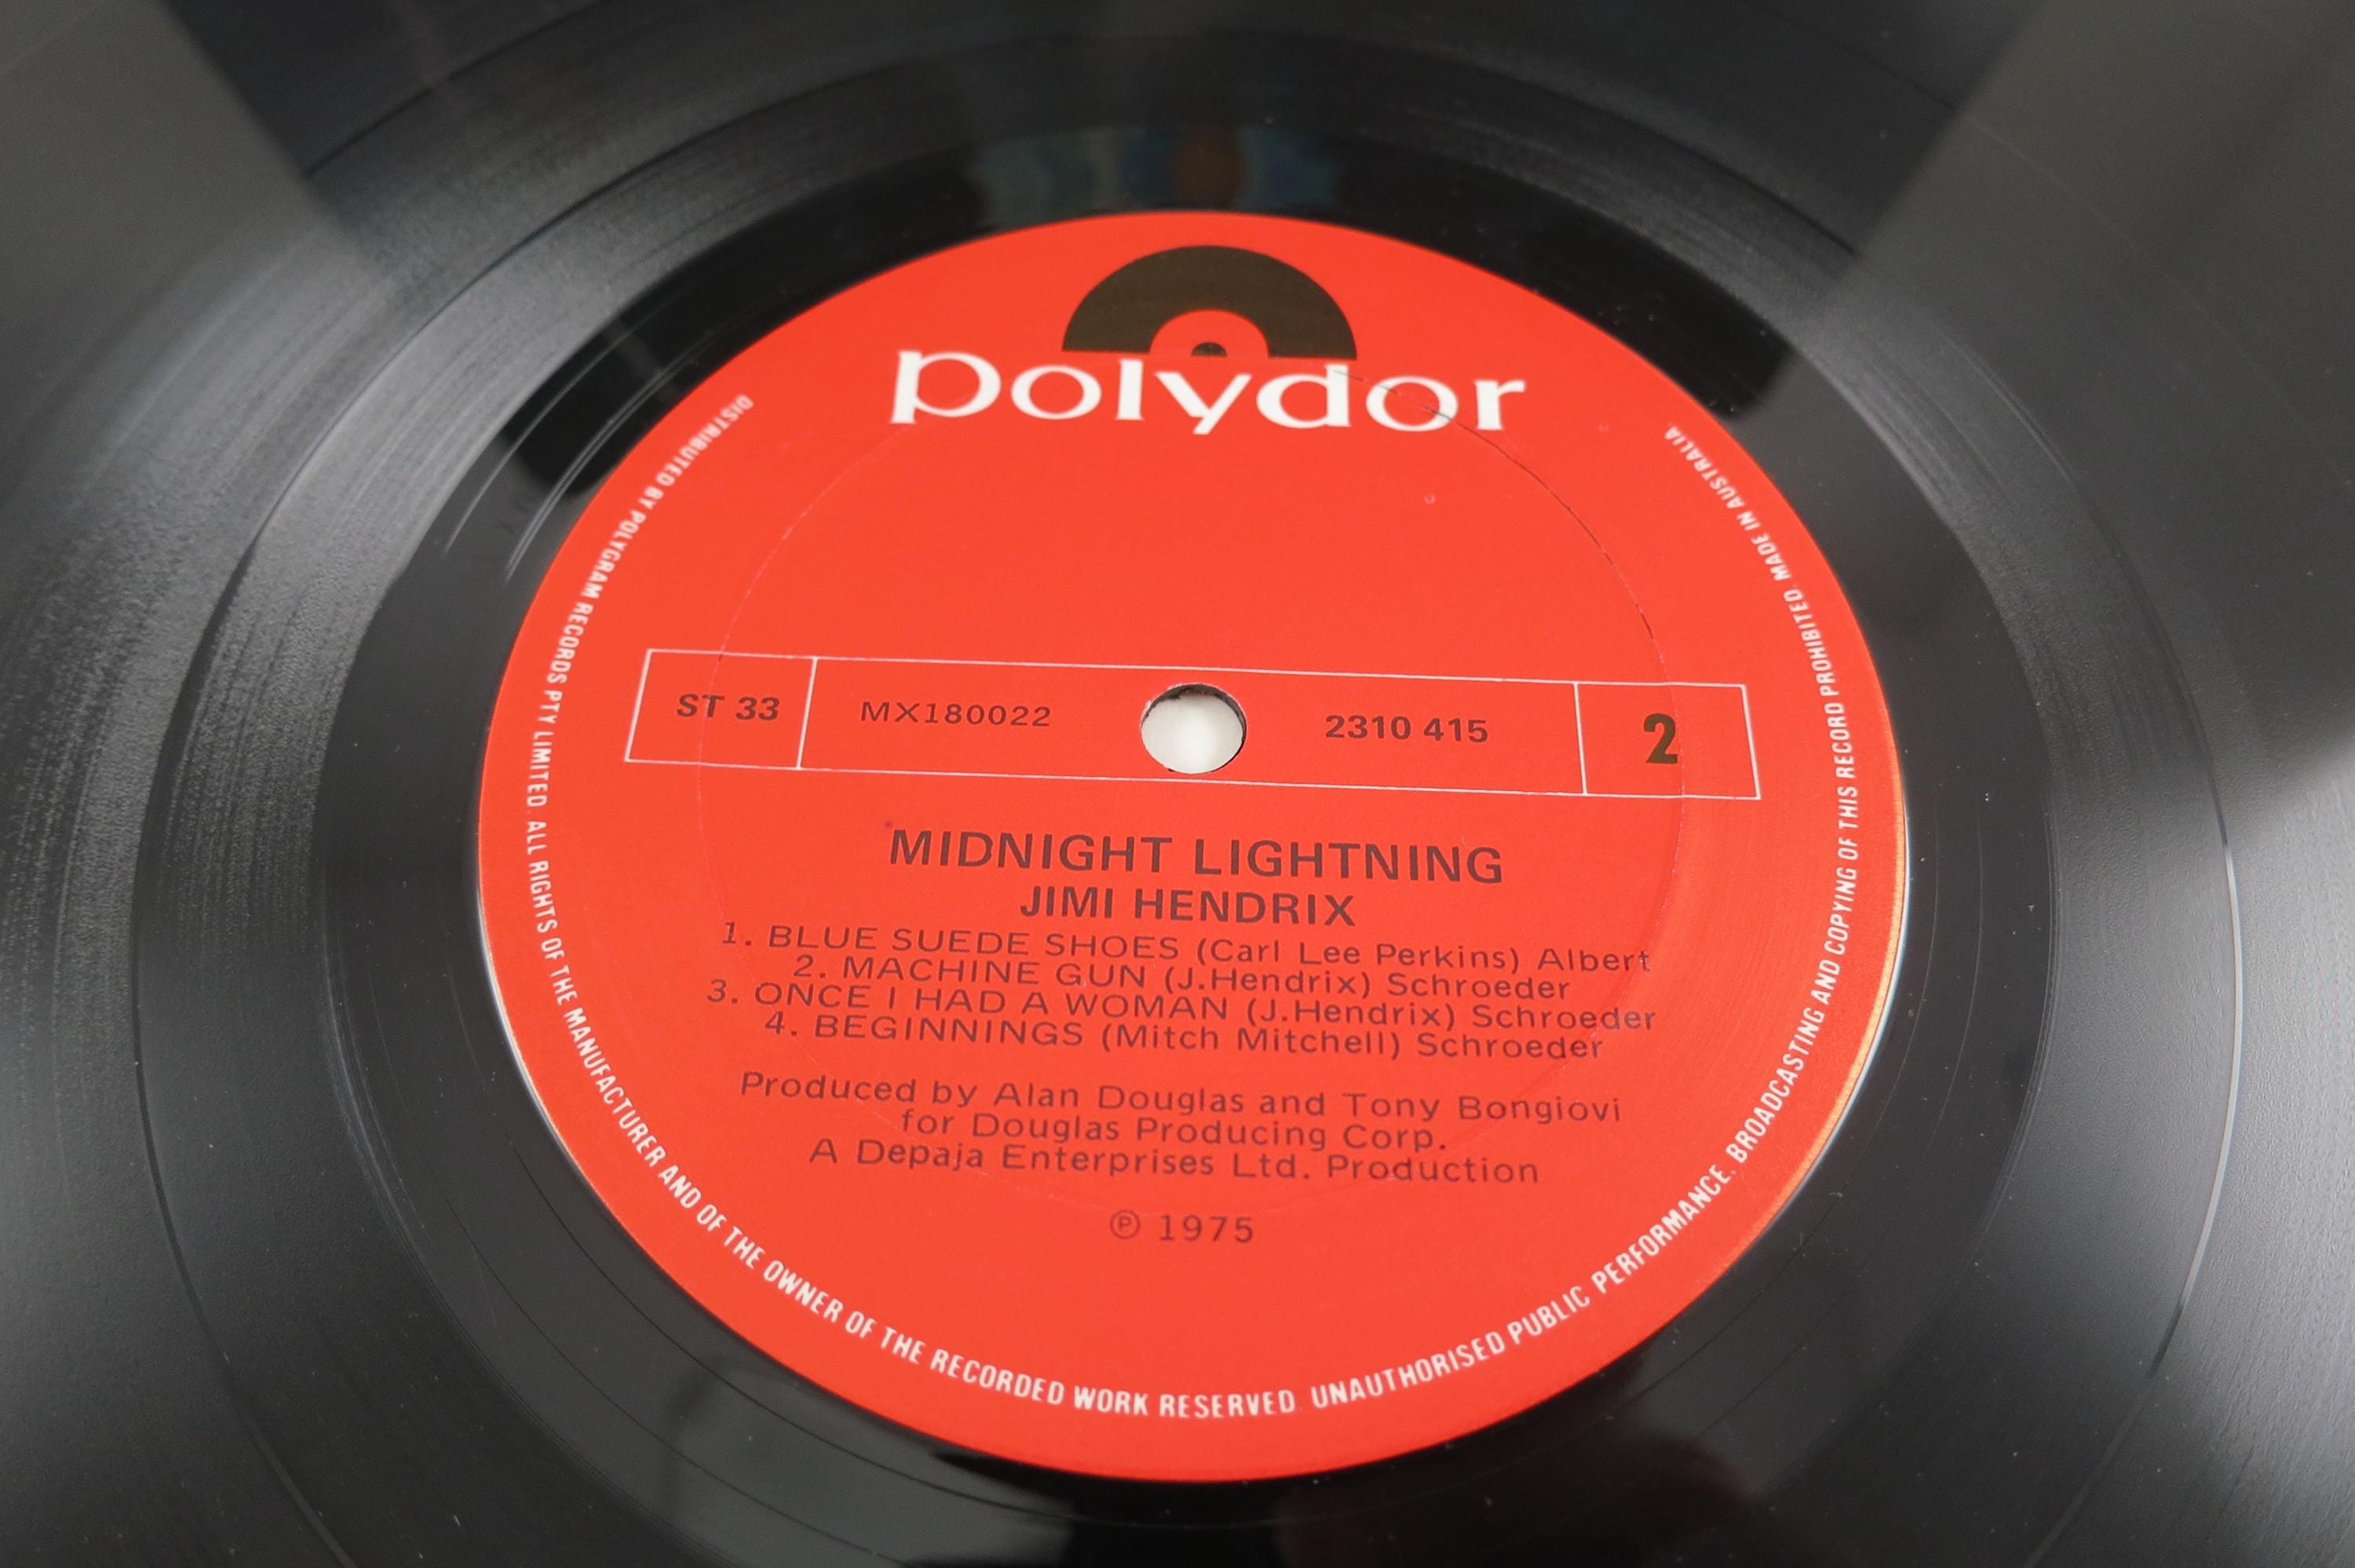 polydor
ST 33 MX180022 2310 415 2
MIDNIGHT LIGHTNING
JIMI HENDRIX
1. BLUE SUEDE SHOES (Carl Lee Perkins) Albert
2. MACHINE GUN (J.Hendrix) Schroeder
3. ONCE I HAD A WOMAN (J.Hendrix) Schroeder
4. BEGINNINGS (Mitch Mitchell) Schroeder
Produced by Alan Douglas and Tony Bongiovi
for Douglas Producing Corp.
A Depaja Enterprises Ltd. Production
℗ 1975
DISTRIBUTED BY POLYGRAM RECORDS PTY LIMITED. ALL RIGHTS OF THE MANUFACTURER AND OF THE OWNER OF THE RECORDED WORK RESERVED. UNAUTHORISED PUBLIC PERFORMANCE. BROADCASTING AND COPYING OF THIS RECORD PROHIBITED. MADE IN AUSTRALIA